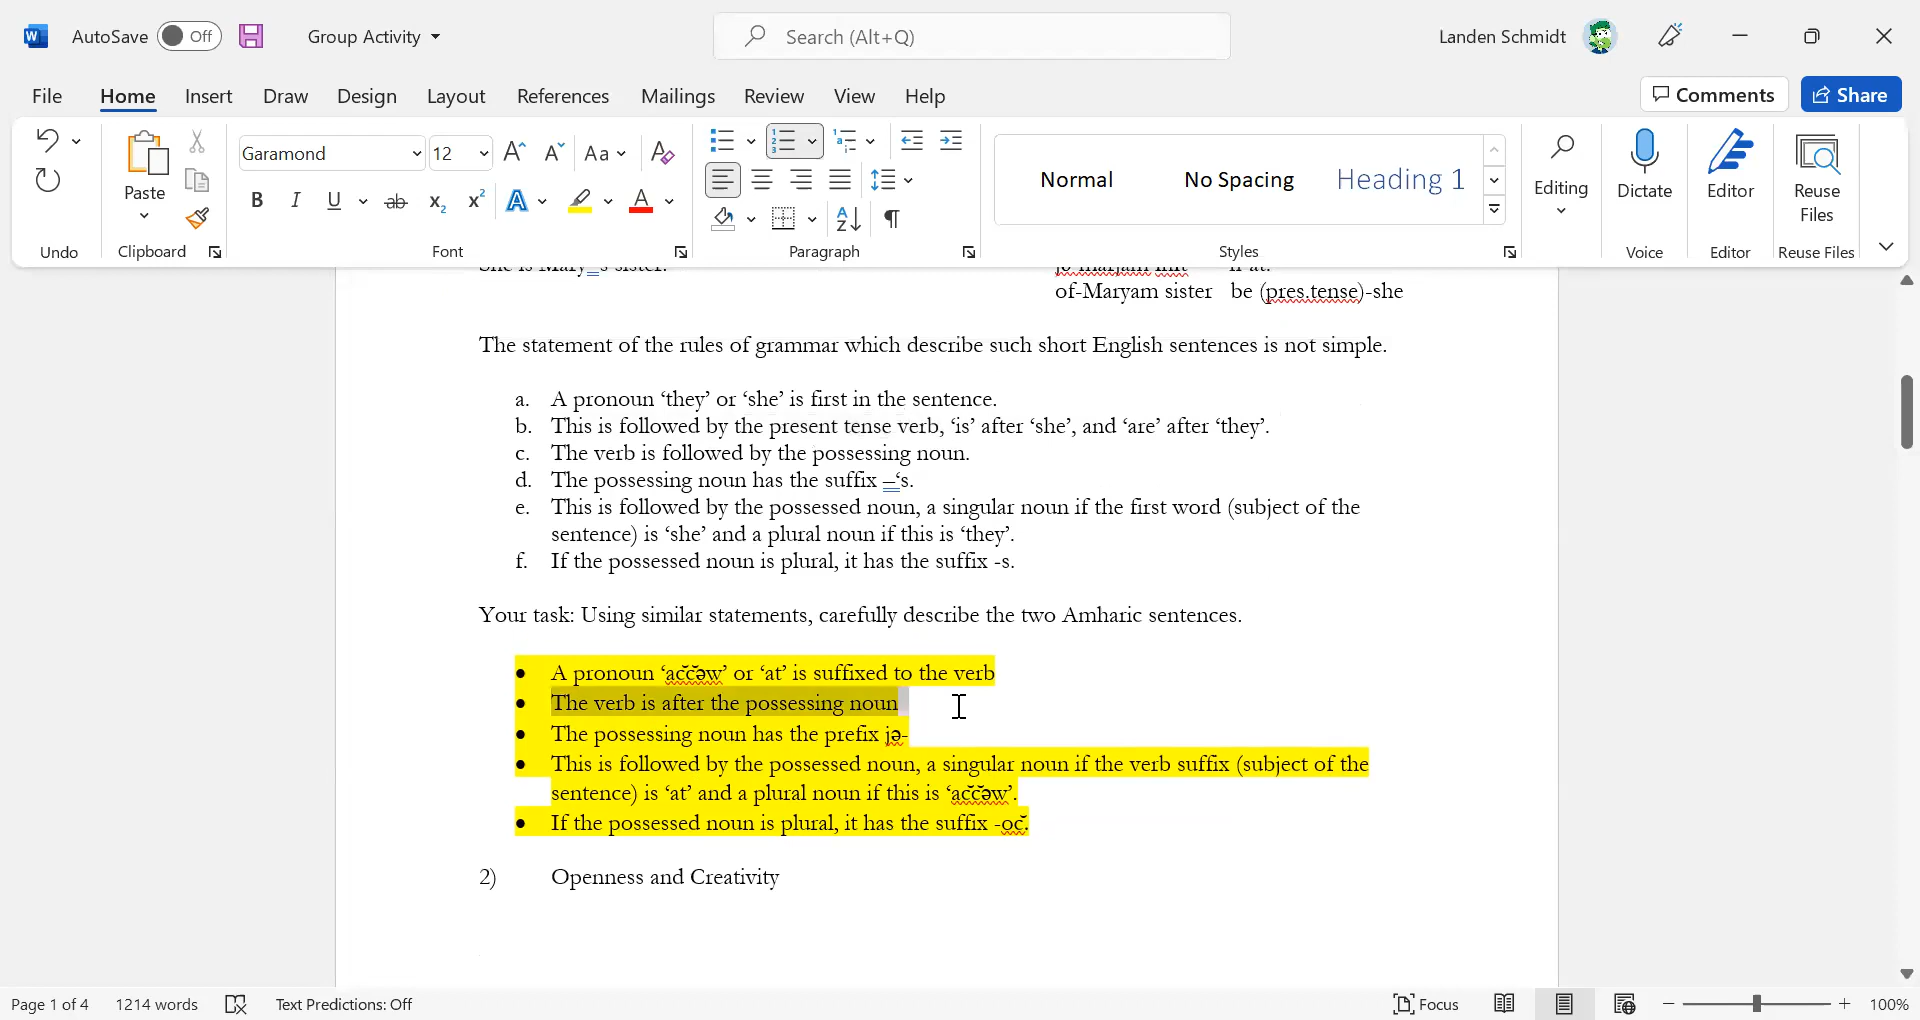 AutoSave Off Group Activity Search (Alt+Q) Landen Schmidt
File Home Insert Draw Design Layout References Mailings Review View Help Comments Share
Garamond 12 Aa
Paste
B I U ab x₂ x² A A
Normal No Spacing Heading 1
Editing Dictate Editor Reuse Files
Undo Clipboard Font Paragraph Styles Voice Editor Reuse Files
of-Maryam sister be (pres.tense)-she
The statement of the rules of grammar which describe such short English sentences is not simple.
a. A pronoun ‘they’ or ‘she’ is first in the sentence.
b. This is followed by the present tense verb, ‘is’ after ‘she’, and ‘are’ after ‘they’.
c. The verb is followed by the possessing noun.
d. The possessing noun has the suffix –‘s.
e. This is followed by the possessed noun, a singular noun if the first word (subject of the
sentence) is ‘she’ and a plural noun if this is ‘they’.
f. If the possessed noun is plural, it has the suffix -s.
Your task: Using similar statements, carefully describe the two Amharic sentences.
• A pronoun ‘aččəw’ or ‘at’ is suffixed to the verb
• The verb is after the possessing noun
• The possessing noun has the prefix jə-
• This is followed by the possessed noun, a singular noun if the verb suffix (subject of the
sentence) is ‘at’ and a plural noun if this is ‘aččəw’.
• If the possessed noun is plural, it has the suffix -oč.
2) Openness and Creativity
Page 1 of 4 1214 words Text Predictions: Off Focus 100%